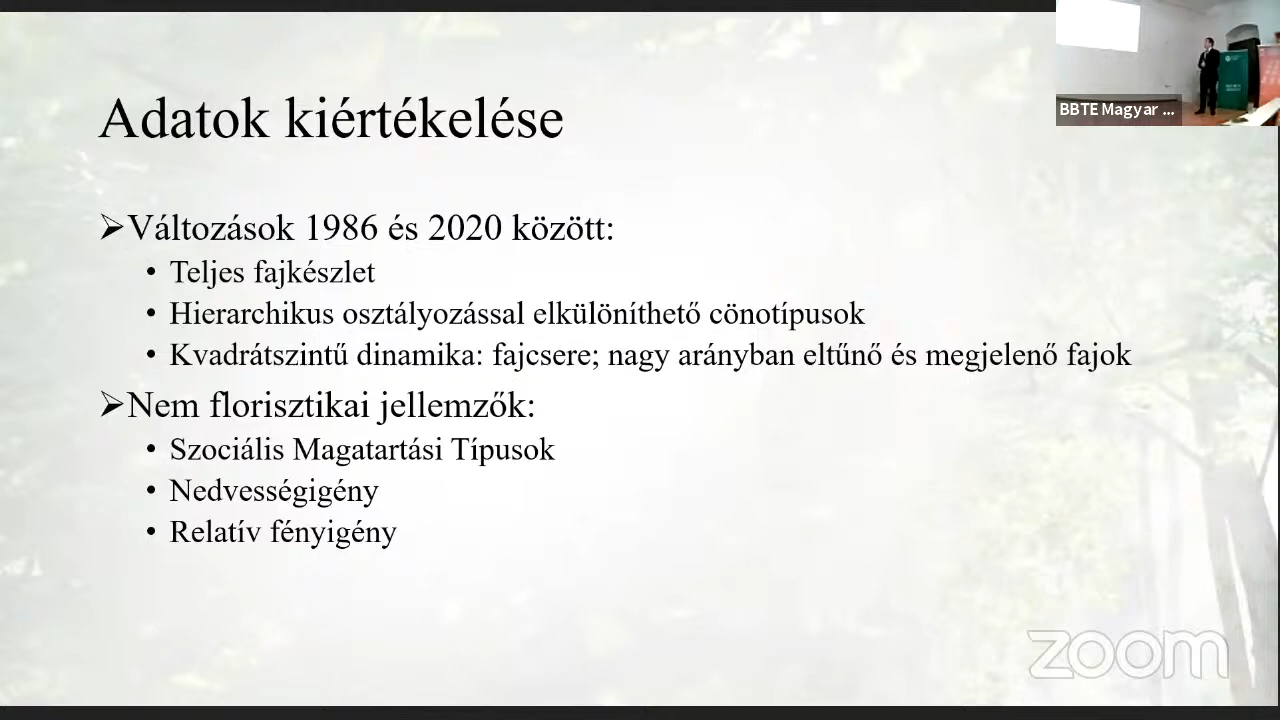 Adatok kiértékelése
BBTE Magyar ...
➢Változások 1986 és 2020 között:
• Teljes fajkészlet
• Hierarchikus osztályozással elkülöníthető cönotípusok
• Kvadrátszintű dinamika: fajcsere; nagy arányban eltűnő és megjelenő fajok
➢Nem florisztikai jellemzők:
• Szociális Magatartási Típusok
• Nedvességigény
• Relatív fényigény
zoom